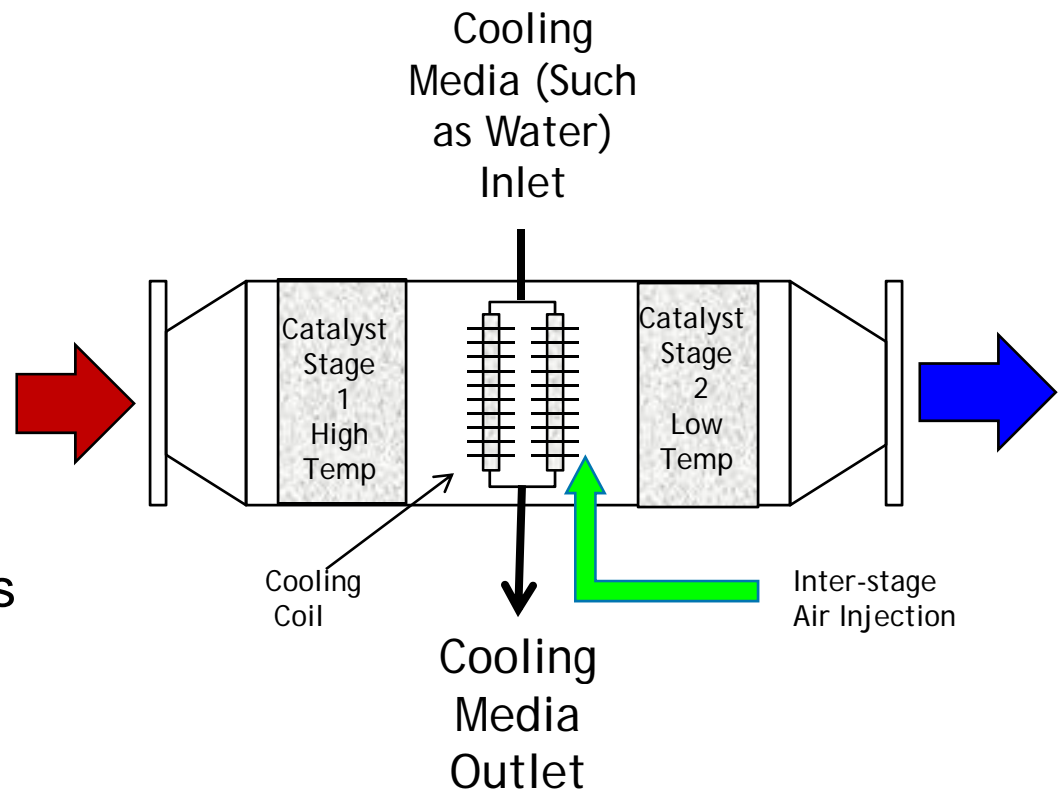 Cooling
Media (Such
as Water)
Inlet
Catalyst
Stage
1
High
Temp
Catalyst
Stage
2
Low
Temp
s
Cooling
Coil
Inter-stage
Air Injection
Cooling
Media
Outlet